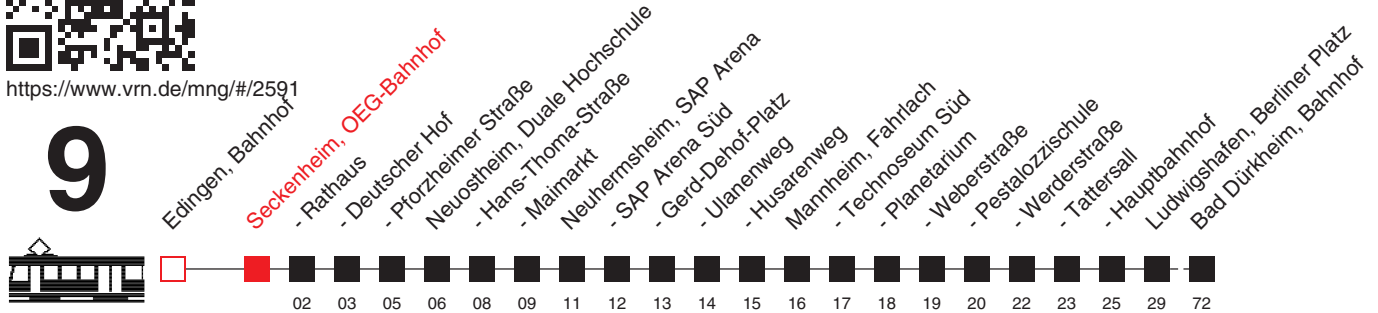 https://www.vrn.de/mng/#/2591
9
Edingen, Bahnhof
Seckenheim, OEG-Bahnhof
- Rathaus
- Deutscher Hof
- Pforzheimer Straße
Neuostheim, Duale Hochschule
- Hans-Thoma-Straße
- Maimarkt
Neuhermsheim, SAP Arena
- SAP Arena Süd
- Gerd-Dehof-Platz
- Ulanenweg
- Husarenweg
Mannheim, Fahrlach
- Technoseum Süd
- Planetarium
- Weberstraße
- Pestalozzischule
- Werderstraße
- Tattersall
- Hauptbahnhof
Ludwigshafen, Berliner Platz
Bad Dürkheim, Bahnhof
02 03 05 06 08 09 11 12 13 14 15 16 17 18 19 20 22 23 25 29 72